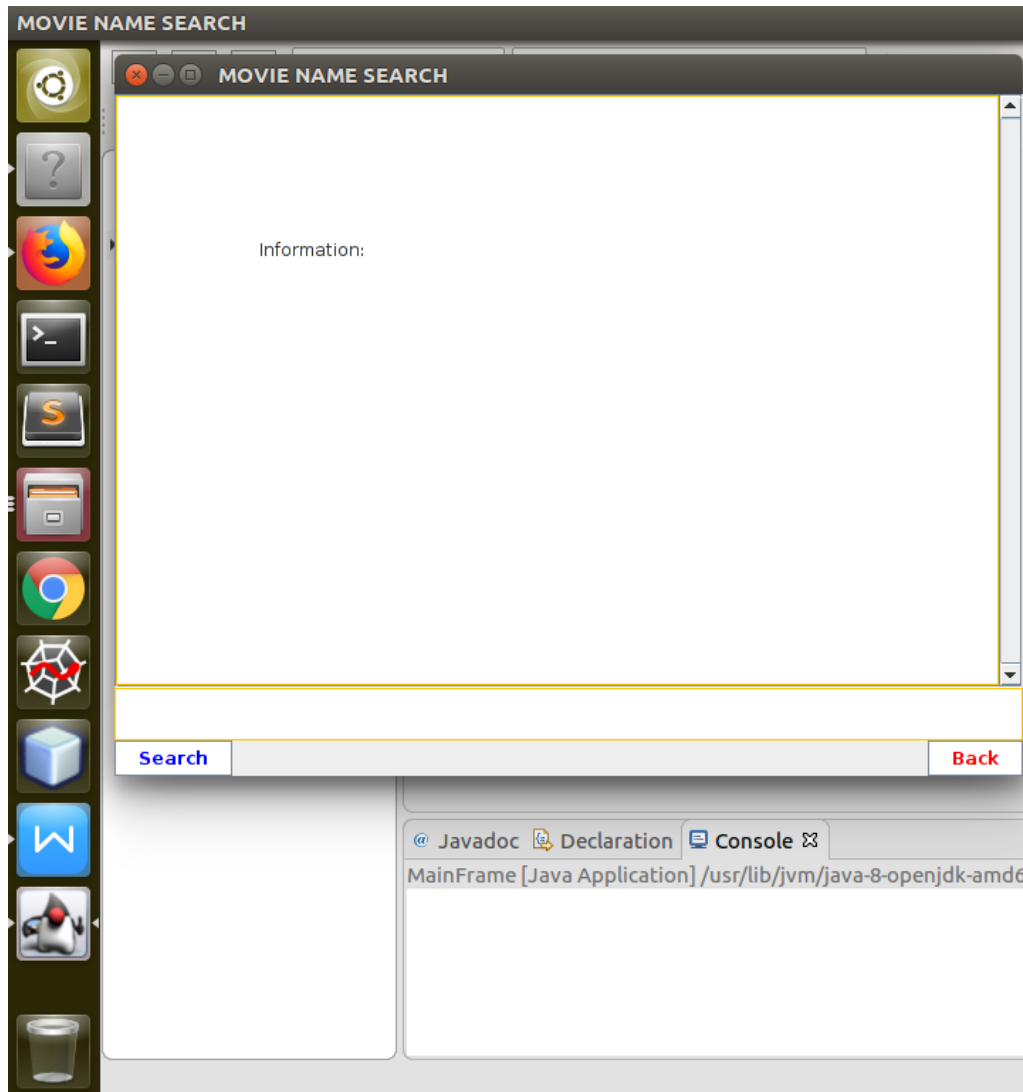 MOVIE NAME SEARCH
MOVIE NAME SEARCH
Information:
Search
Back
@ Javadoc Declaration Console
MainFrame [Java Application] /usr/lib/jvm/java-8-openjdk-amd6